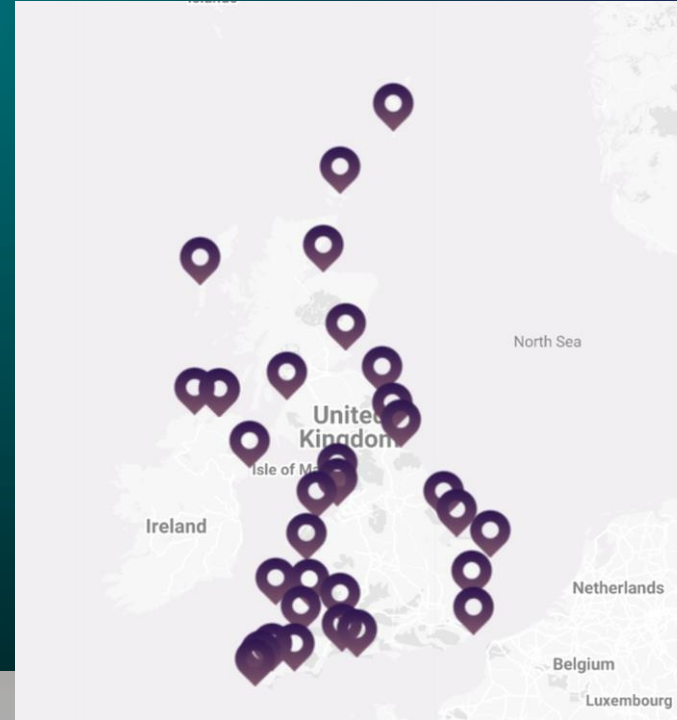 North Sea
United
Kingdom
Isle of Ma
Ireland
Netherlands
Belgium
Luxembourg